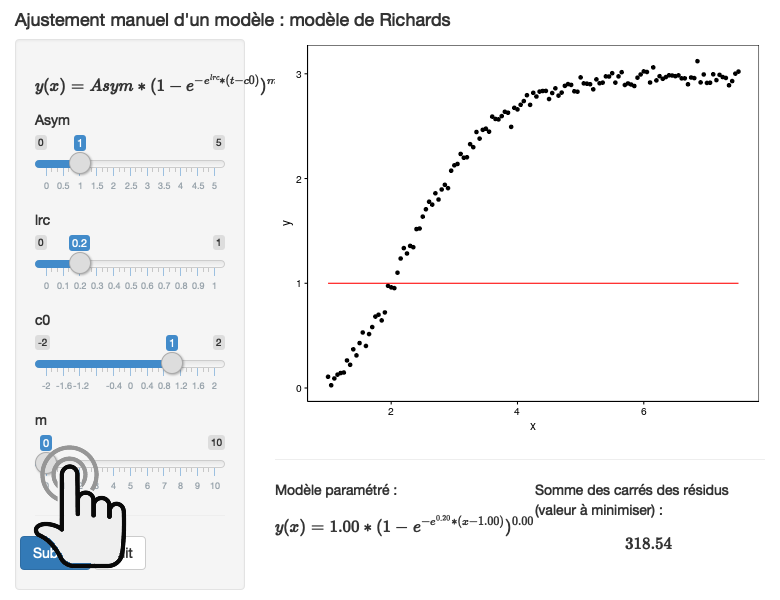 Ajustement manuel d'un modèle : modèle de Richards
y(x) = Asym * (1 − e^{−e^{lrc}*(t−c0)})^m
Asym
0 1 5
0 0.5 1 1.5 2 2.5 3 3.5 4 4.5 5
lrc
0 0.2 1
0 0.1 0.2 0.3 0.4 0.5 0.6 0.7 0.8 0.9 1
c0
-2 1 2
-2 -1.6 -1.2 -0.4 0 0.4 0.8 1.2 1.6 2
m
0 10
4 5 6 7 8 9 10
Sub it
y
3
2
1
0
2 4 6
x
Modèle paramétré :
y(x) = 1.00 * (1 − e^{−e^{0.20}*(x−1.00)})^{0.00}
Somme des carrés des résidus
(valeur à minimiser) :
318.54